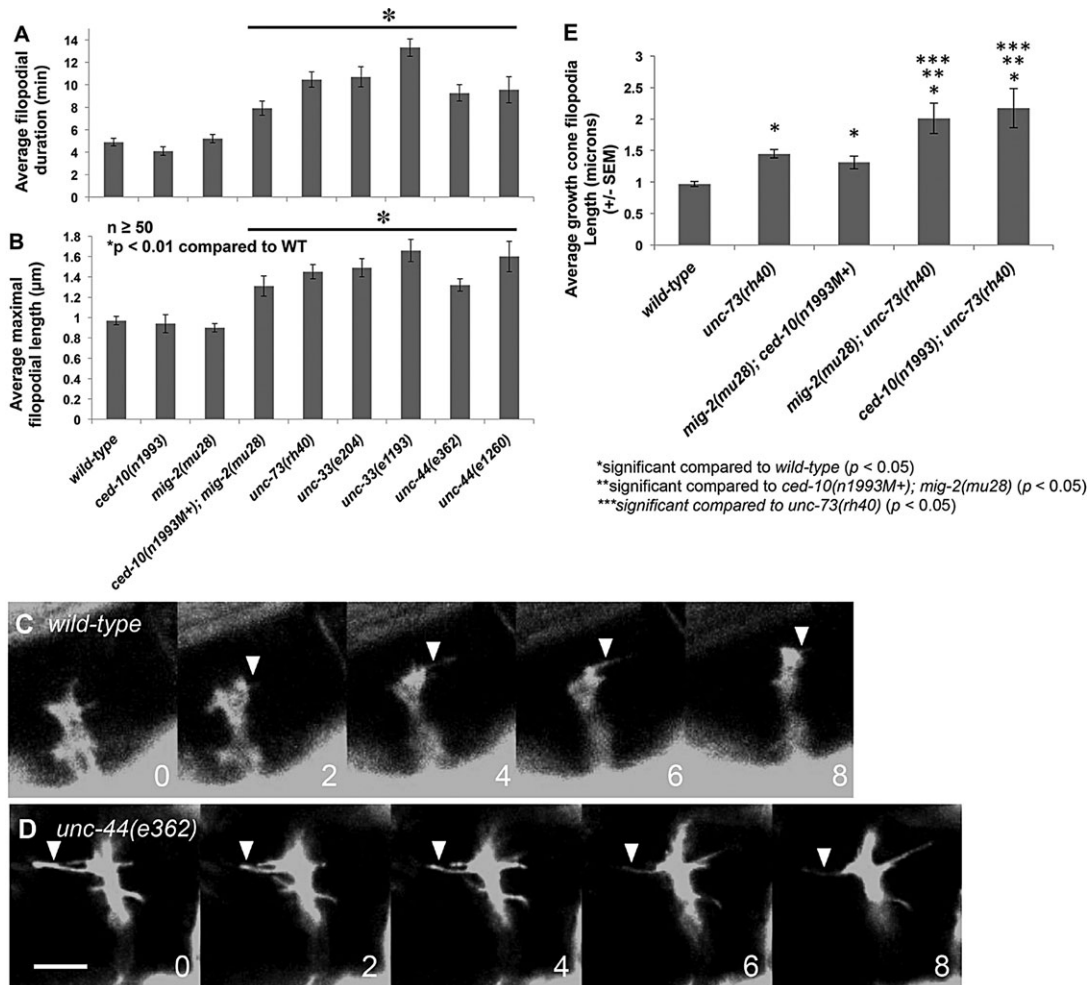 A
*
Average filopodial
duration (min)
14
12
10
8
6
4
2
0
B
n ≥ 50
*p < 0.01 compared to WT
*
Average maximal
filopodial length (µm)
1.8
1.6
1.4
1.2
1
0.8
0.6
0.4
0.2
0
wild-type
ced-10(n1993)
mig-2(mu28)
ced-10(n1993M+); mig-2(mu28)
unc-73(rh40)
unc-33(e204)
unc-33(e1193)
unc-44(e362)
unc-44(e1260)
E
Average growth cone filopodia
Length (microns)
(+/- SEM)
3
2.5
2
1.5
1
0.5
0
*
*
***
**
*
***
**
*
wild-type
unc-73(rh40)
mig-2(mu28); ced-10(n1993M+)
mig-2(mu28); unc-73(rh40)
ced-10(n1993); unc-73(rh40)
*significant compared to wild-type (p < 0.05)
**significant compared to ced-10(n1993M+); mig-2(mu28) (p < 0.05)
***significant compared to unc-73(rh40) (p < 0.05)
C wild-type
0 2 4 6 8
D unc-44(e362)
0 2 4 6 8